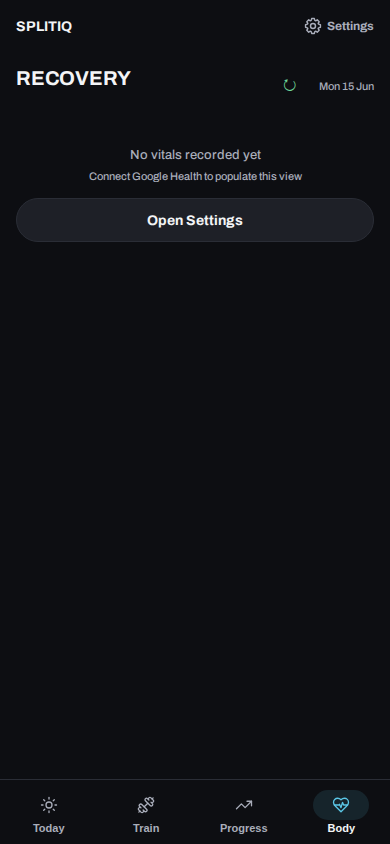 SPLITIQ
Settings
RECOVERY
Mon 15 Jun
No vitals recorded yet
Connect Google Health to populate this view
Open Settings
Today
Train
Progress
Body